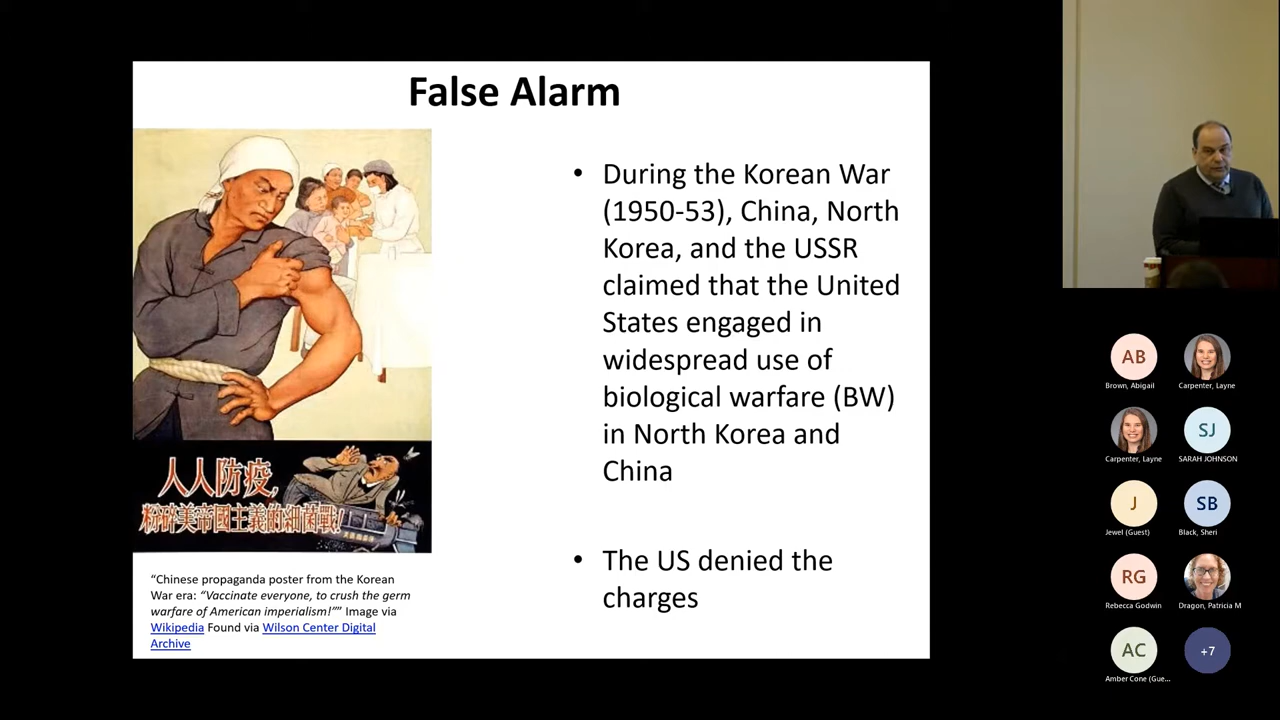 False Alarm
• During the Korean War
(1950-53), China, North
Korea, and the USSR
claimed that the United
States engaged in
widespread use of
biological warfare (BW)
in North Korea and
China
• The US denied the
charges
人人防疫,
粉碎美帝國主義的細菌戰!
“Chinese propaganda poster from the Korean
War era: “Vaccinate everyone, to crush the germ
warfare of American imperialism!”” Image via
Wikipedia Found via Wilson Center Digital
Archive
AB
Brown, Abigail
Carpenter, Layne
Carpenter, Layne
SJ
SARAH JOHNSON
J
Jewel (Guest)
SB
Black, Sheri
RG
Rebecca Godwin
Dragon, Patricia M
AC
Amber Cone (Gue...
+7